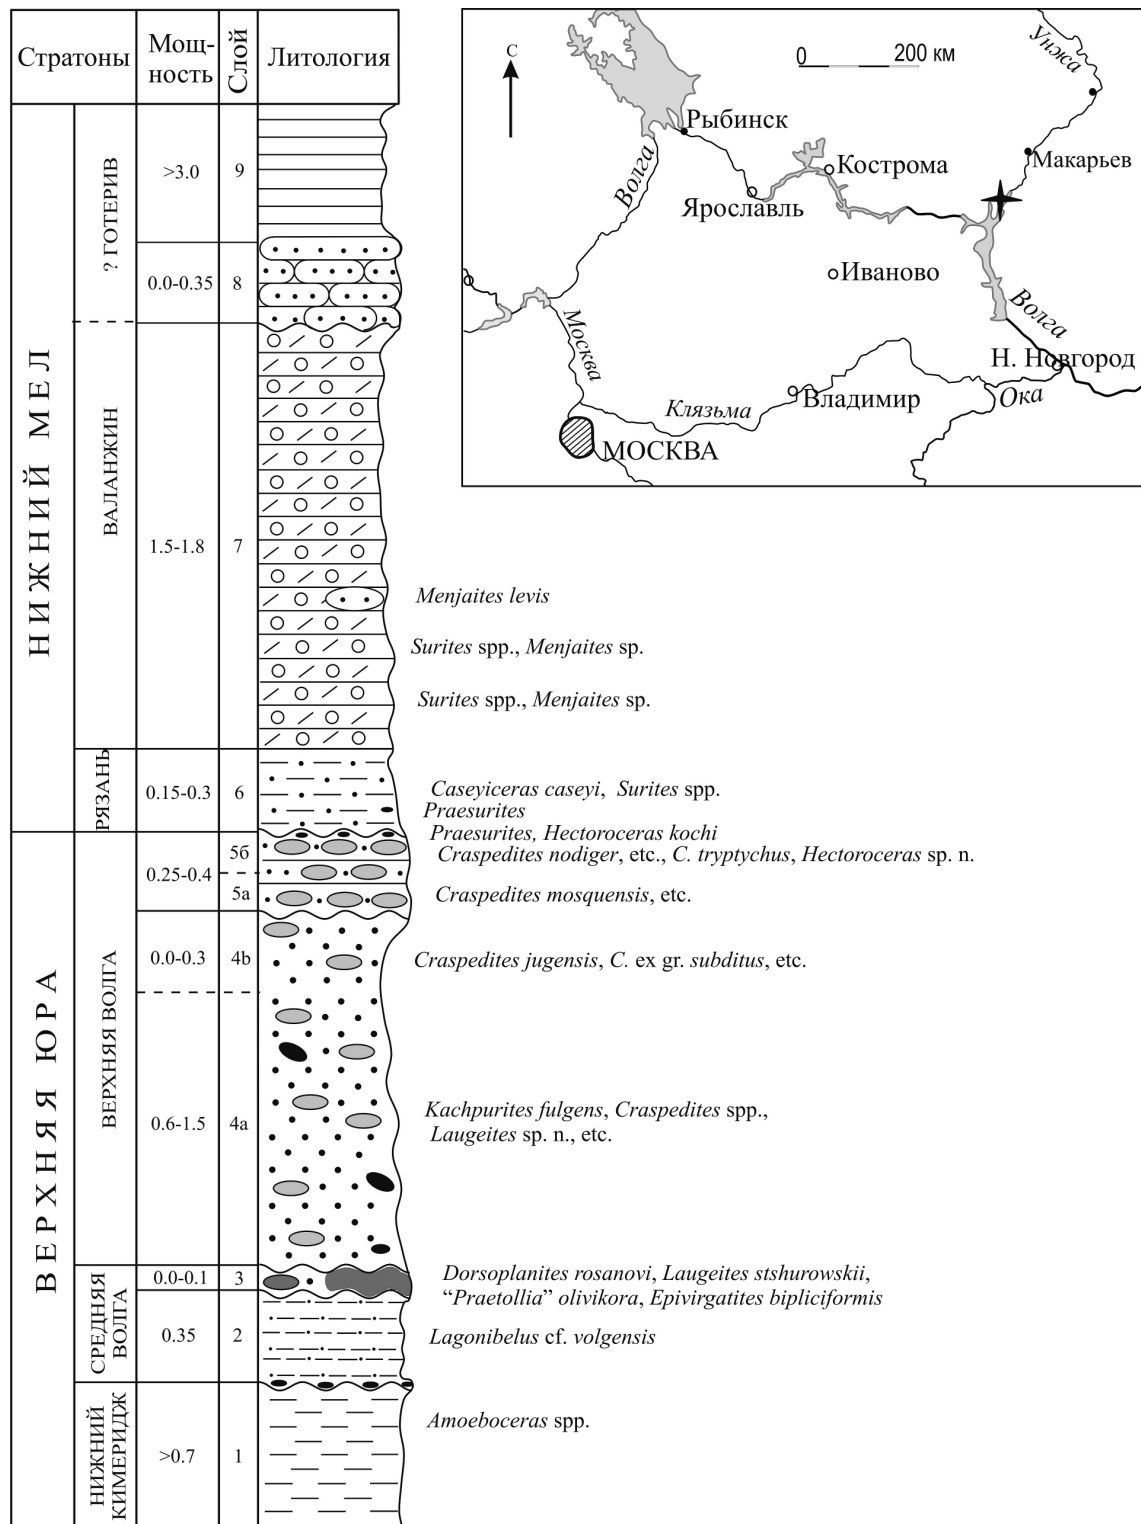 Стратоны
Мощ-
ность
Слой
Литология
НИЖНИЙ МЕЛ
ВЕРХНЯЯ ЮРА
? ГОТЕРИВ
ВАЛАНЖИН
РЯЗАНЬ
ВЕРХНЯЯ ВОЛГА
СРЕДНЯЯ
ВОЛГА
НИЖНИЙ
КИМЕРИДЖ
>3.0
9
0.0-0.35
8
1.5-1.8
7
0.15-0.3
6
0.25-0.4
5б
5а
0.0-0.3
4b
0.6-1.5
4а
0.0-0.1
3
0.35
2
>0.7
1
Menjaites levis
Surites spp., Menjaites sp.
Surites spp., Menjaites sp.
Caseyiceras caseyi, Surites spp.
Praesurites
Praesurites, Hectoroceras kochi
Craspedites nodiger, etc., C. tryptychus, Hectoroceras sp. n.
Craspedites mosquensis, etc.
Craspedites jugensis, C. ex gr. subditus, etc.
Kachpurites fulgens, Craspedites spp.,
Laugeites sp. n., etc.
Dorsoplanites rosanovi, Laugeites stshurowskii,
“Praetollia” olivikora, Epivirgatites bipliciformis
Lagonibelus cf. volgensis
Amoeboceras spp.
С
0
200 км
Унжа
Рыбинск
Волга
Кострома
Макарьев
Ярославль
Иваново
Москва
Волга
Н. Новгород
Ока
Клязьма
Владимир
МОСКВА